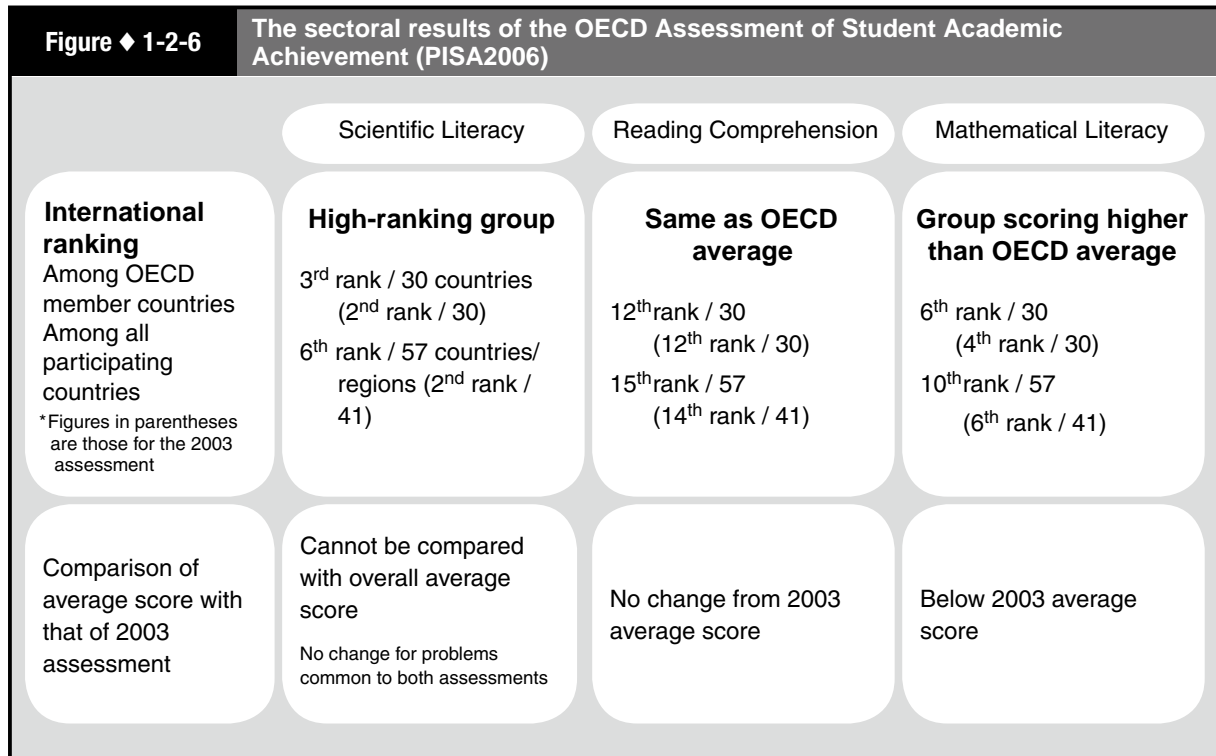 Figure ◆ 1-2-6
The sectoral results of the OECD Assessment of Student Academic
Achievement (PISA2006)
Scientific Literacy
Reading Comprehension
Mathematical Literacy
International
ranking
Among OECD
member countries
Among all
participating
countries
*Figures in parentheses
are those for the 2003
assessment
High-ranking group
3rd rank / 30 countries
(2nd rank / 30)
6th rank / 57 countries/
regions (2nd rank /
41)
Same as OECD
average
12th rank / 30
(12th rank / 30)
15th rank / 57
(14th rank / 41)
Group scoring higher
than OECD average
6th rank / 30
(4th rank / 30)
10th rank / 57
(6th rank / 41)
Comparison of
average score with
that of 2003
assessment
Cannot be compared
with overall average
score
No change for problems
common to both assessments
No change from 2003
average score
Below 2003 average
score